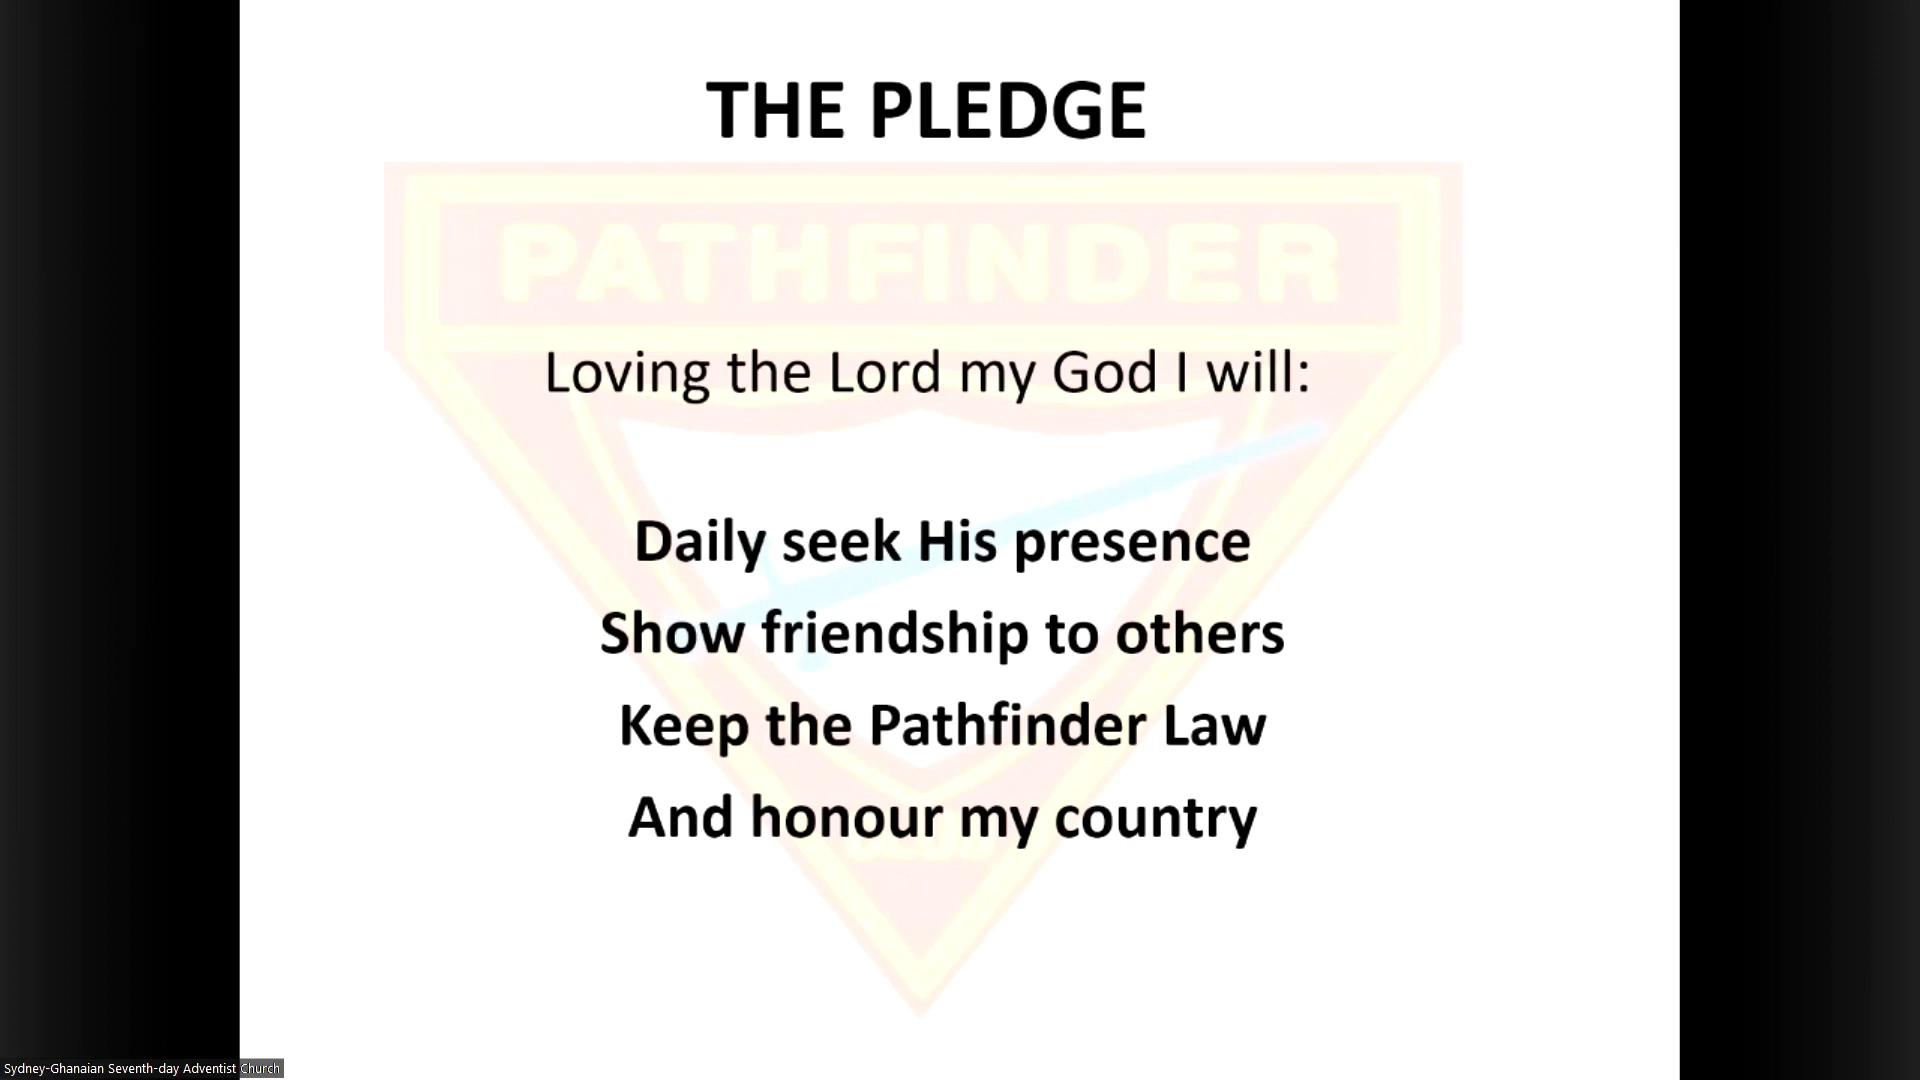 THE PLEDGE
PATHFINDER
Loving the Lord my God I will:
Daily seek His presence
Show friendship to others
Keep the Pathfinder Law
And honour my country
Sydney-Ghanaian Seventh-day Adventist Church